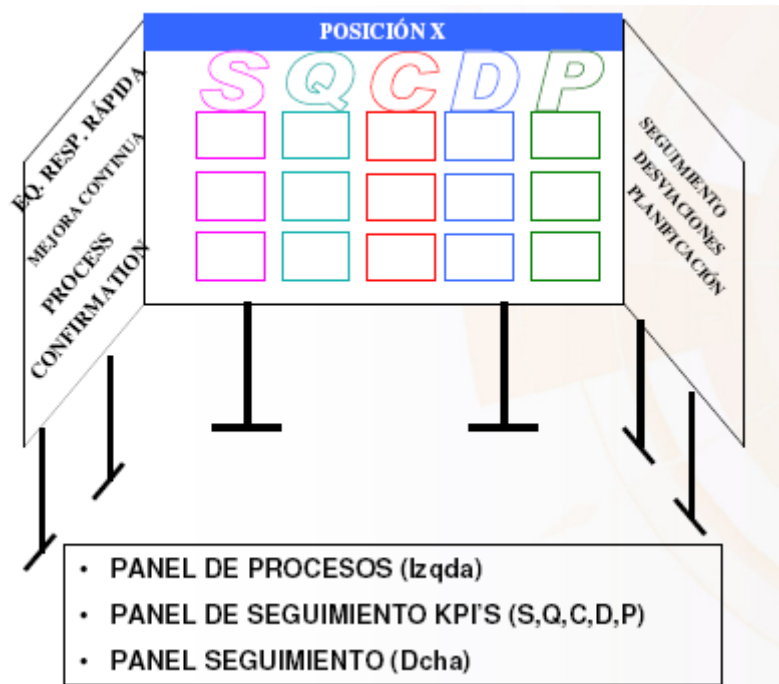 POSICIÓN X
S Q C D P
EQ. RESP. RÁPIDA
MEJORA CONTINUA
PROCESS
CONFIRMATION
SEGUIMIENTO
DESVIACIONES
PLANIFICACIÓN
• PANEL DE PROCESOS (Izqda)
• PANEL DE SEGUIMIENTO KPI'S (S,Q,C,D,P)
• PANEL SEGUIMIENTO (Dcha)